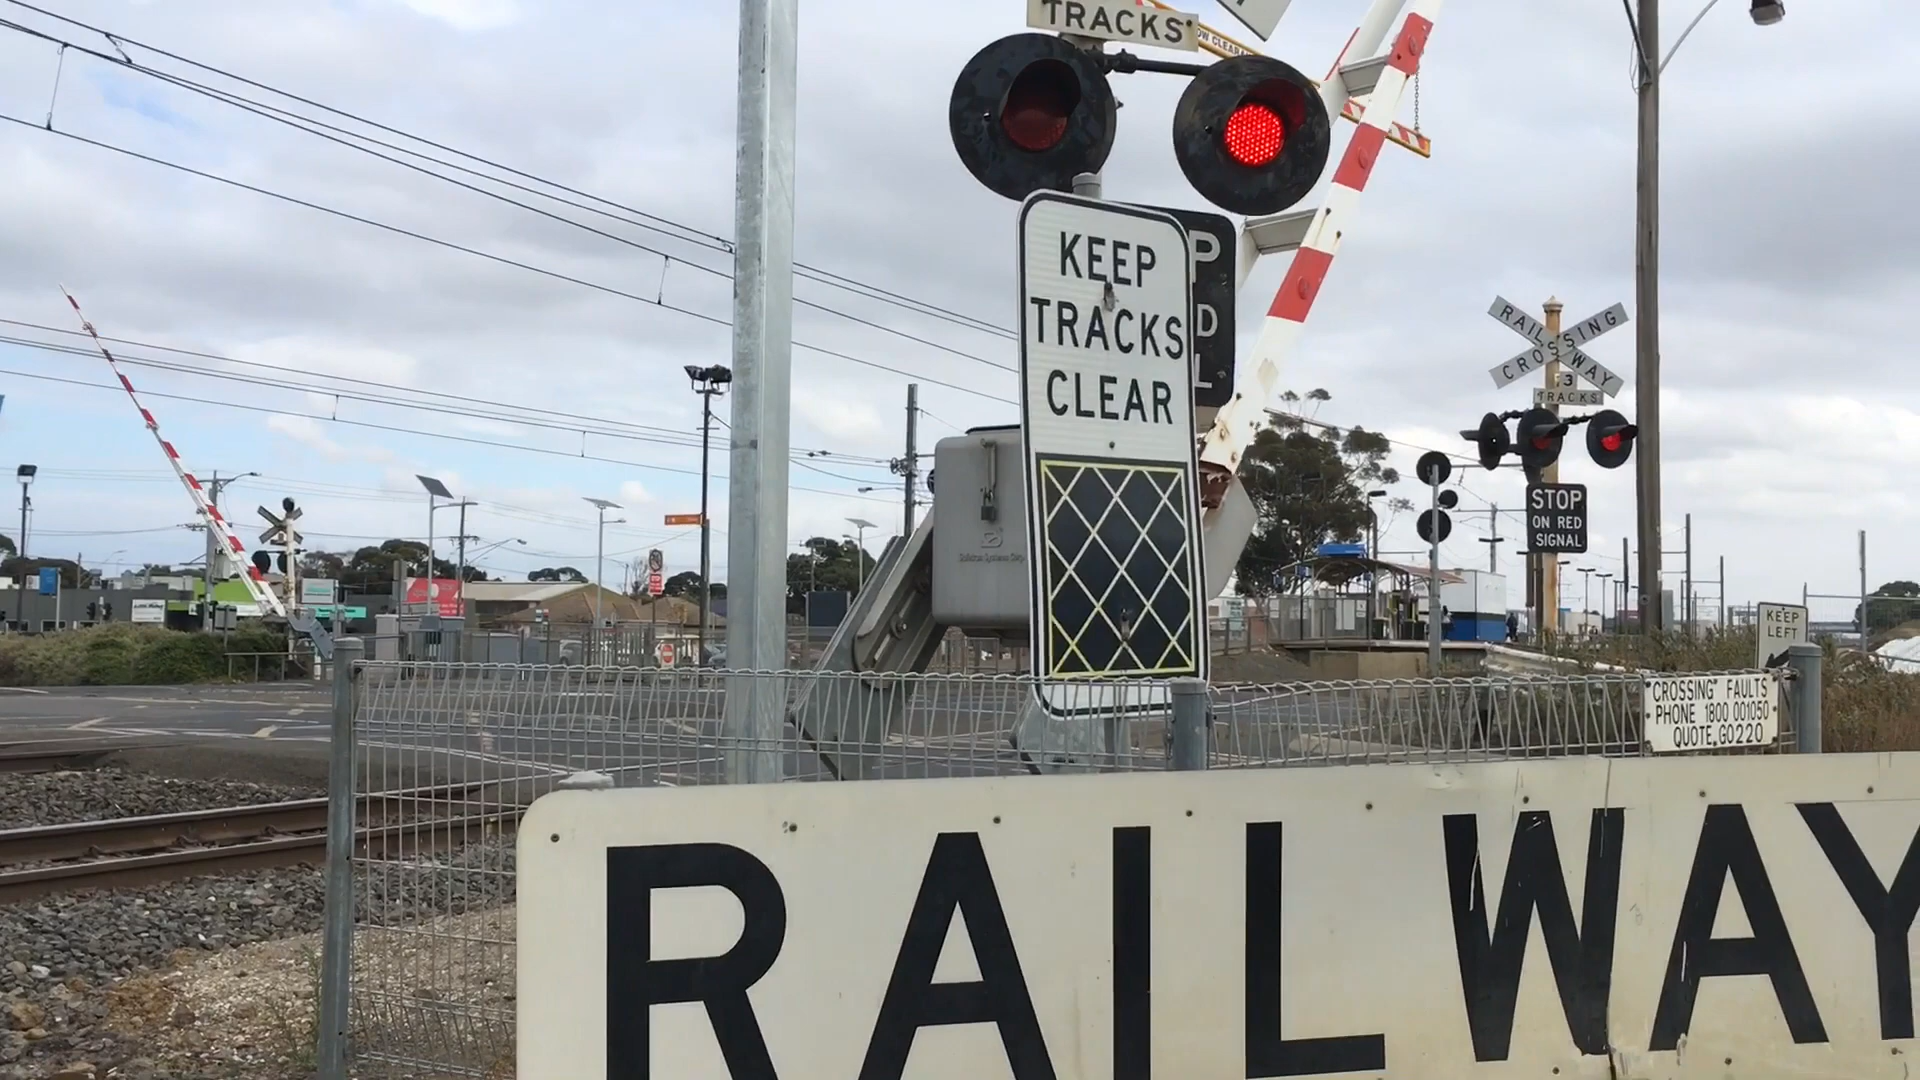 TRACKS
KEEP
TRACKS
CLEAR
P
D
L
RAILWAY
CROSSING
3
TRACKS
STOP
ON RED
SIGNAL
KEEP
LEFT
CROSSING FAULTS
PHONE 1800 001050
QUOTE. G0220
RAILWAY